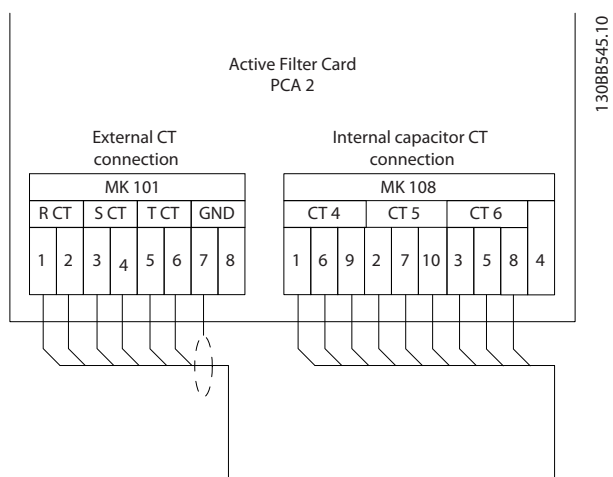 Active Filter Card
PCA 2
130BB545.10
External CT
connection
Internal capacitor CT
connection
MK 101
MK 108
R CT S CT T CT GND
CT 4 CT 5 CT 6
1 2 3 4 5 6 7 8
1 6 9 2 7 10 3 5 8 4